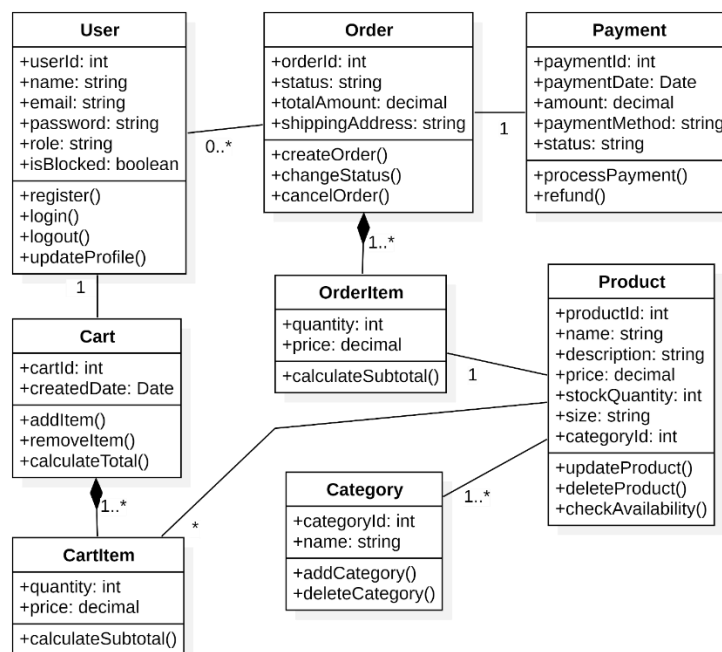 User
+userId: int
+name: string
+email: string
+password: string
+role: string
+isBlocked: boolean
+register()
+login()
+logout()
+updateProfile()
0..*
Order
+orderId: int
+status: string
+totalAmount: decimal
+shippingAddress: string
+createOrder()
+changeStatus()
+cancelOrder()
1
Payment
+paymentId: int
+paymentDate: Date
+amount: decimal
+paymentMethod: string
+status: string
+processPayment()
+refund()
1
Cart
+cartId: int
+createdDate: Date
+addItem()
+removeItem()
+calculateTotal()
1..*
OrderItem
+quantity: int
+price: decimal
+calculateSubtotal()
1
Product
+productId: int
+name: string
+description: string
+price: decimal
+stockQuantity: int
+size: string
+categoryId: int
+updateProduct()
+deleteProduct()
+checkAvailability()
1..*
*
CartItem
+quantity: int
+price: decimal
+calculateSubtotal()
Category
+categoryId: int
+name: string
+addCategory()
+deleteCategory()
1..*